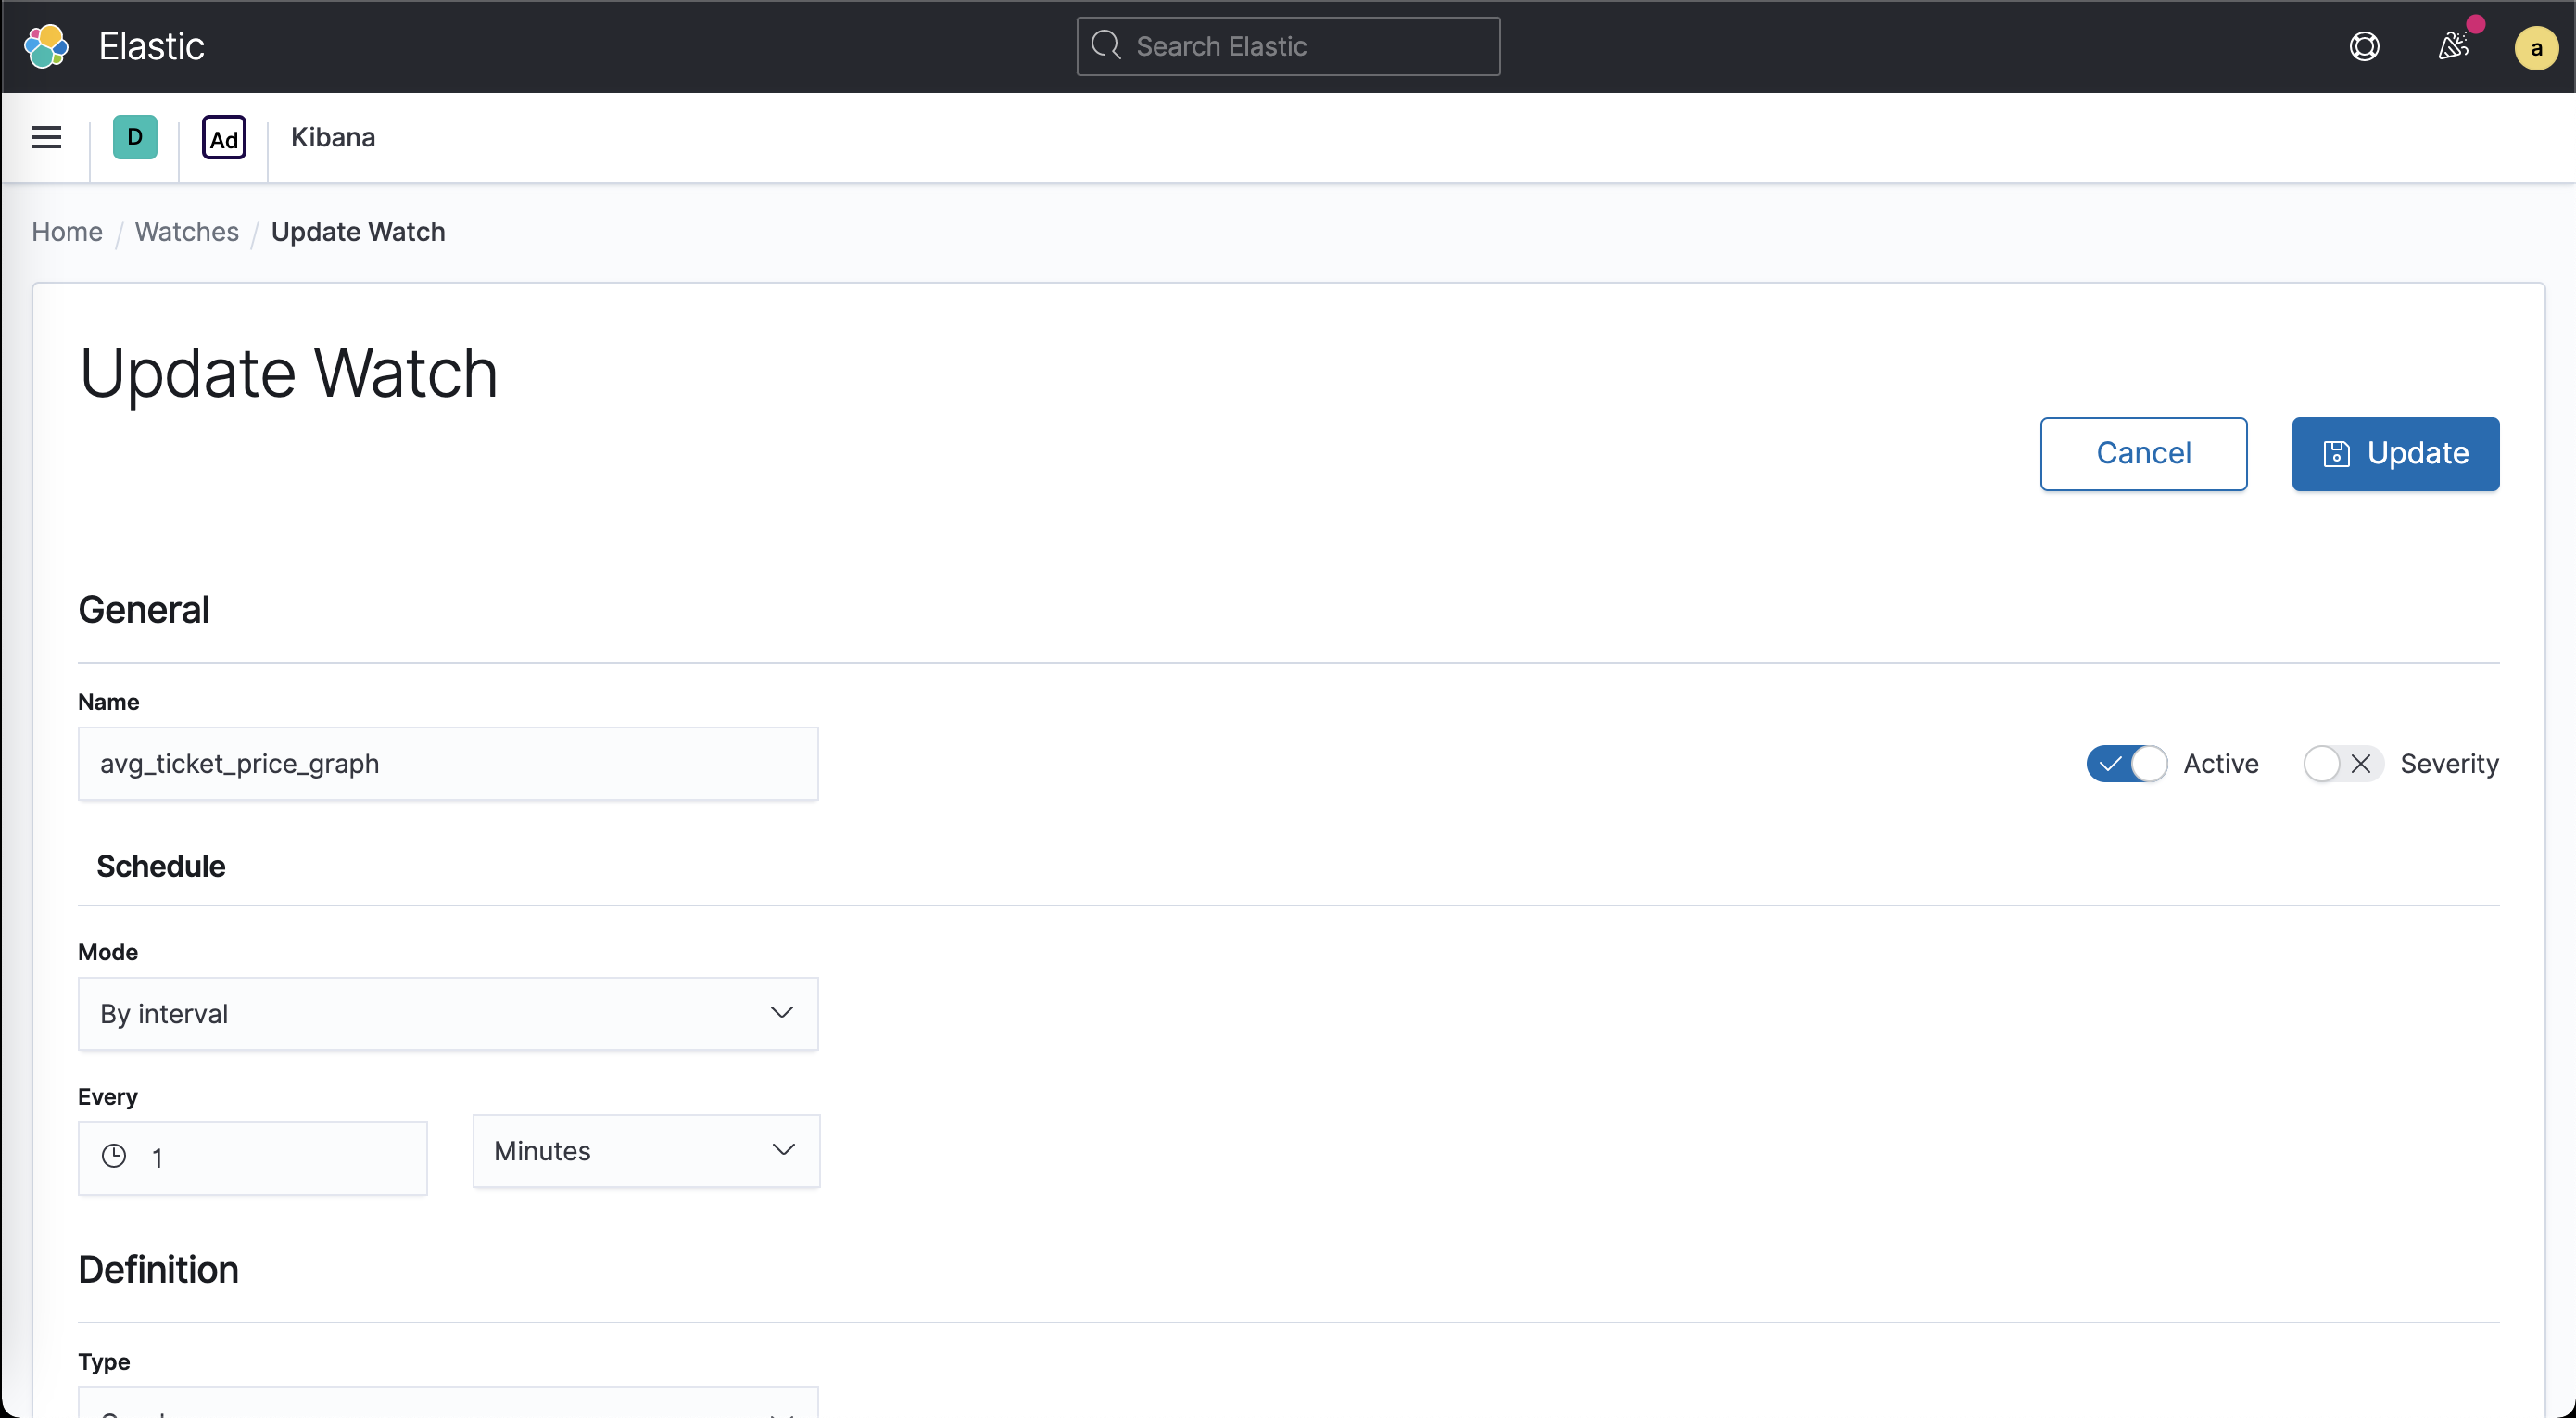 Elastic
Search Elastic
a
D
Ad
Kibana
Home / Watches / Update Watch
Update Watch
Cancel
Update
General
Name
avg_ticket_price_graph
Active
Severity
Schedule
Mode
By interval
Every
1
Minutes
Definition
Type